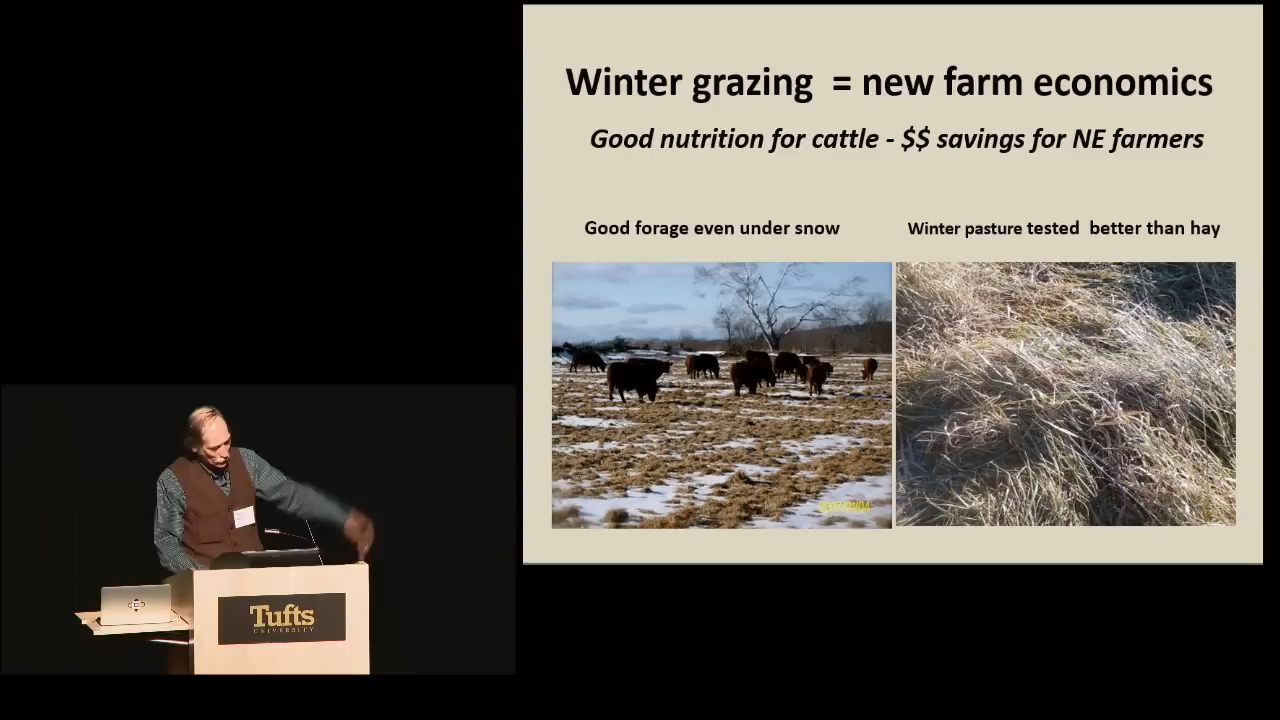 Winter grazing = new farm economics
Good nutrition for cattle - $$ savings for NE farmers
Good forage even under snow
Winter pasture tested better than hay
Tufts
UNIVERSITY